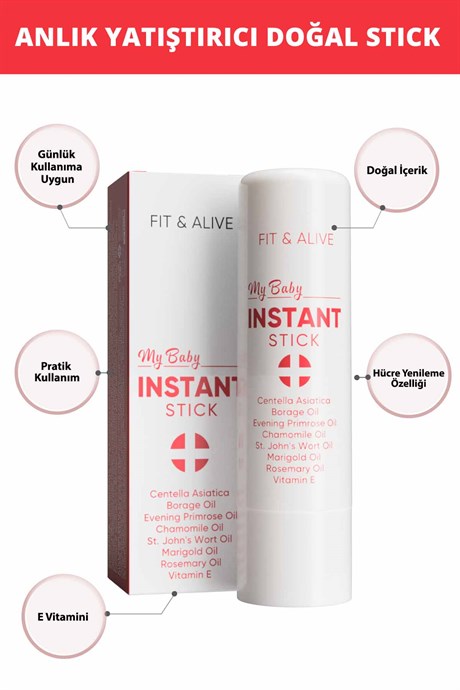 ANLIK YATIŞTIRICI DOĞAL STICK
Günlük
Kullanıma
Uygun
Doğal İçerik
Pratik
Kullanım
Hücre Yenileme
Özelliği
E Vitamini
FIT & ALIVE
My Baby
INSTANT
STICK
Centella Asiatica
Borage Oil
Evening Primrose Oil
Chamomile Oil
St. John's Wort Oil
Marigold Oil
Rosemary Oil
Vitamin E
FIT & ALIVE
My Baby
INSTANT
STICK
Centella Asiatica
Borage Oil
Evening Primrose Oil
Chamomile Oil
St. John's Wort Oil
Marigold Oil
Rosemary Oil
Vitamin E